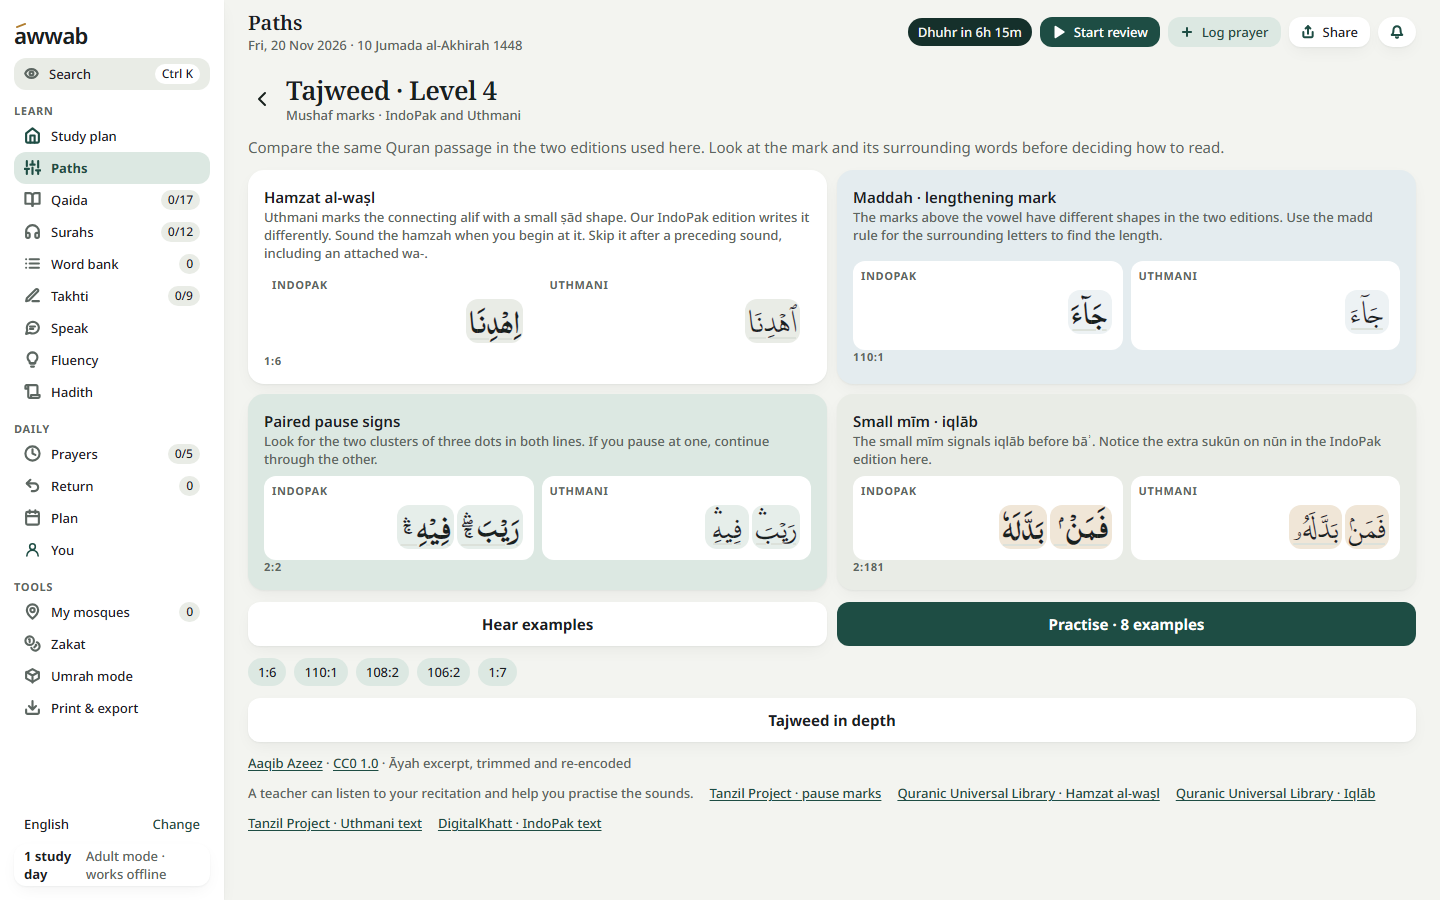 awwab
Search Ctrl K
LEARN
Study plan
Paths
Qaida 0/17
Surahs 0/12
Word bank 0
Takhti 0/9
Speak
Fluency
Hadith
DAILY
Prayers 0/5
Return 0
Plan
You
TOOLS
My mosques 0
Zakat
Umrah mode
Print & export
English Change
1 study day
Adult mode · works offline
Paths
Fri, 20 Nov 2026 · 10 Jumada al-Akhirah 1448
Dhuhr in 6h 15m
Start review
Log prayer
Share
Tajweed · Level 4
Mushaf marks · IndoPak and Uthmani
Compare the same Quran passage in the two editions used here. Look at the mark and its surrounding words before deciding how to read.
Hamzat al-waṣl
Uthmani marks the connecting alif with a small ṣād shape. Our IndoPak edition writes it
differently. Sound the hamzah when you begin at it. Skip it after a preceding sound,
including an attached wa-.
INDOPAK UTHMANI
اِهْدِنَا ٱهْدِنَا
1:6
Maddah · lengthening mark
The marks above the vowel have different shapes in the two editions. Use the madd
rule for the surrounding letters to find the length.
INDOPAK UTHMANI
جَآءَ جَآءَ
110:1
Paired pause signs
Look for the two clusters of three dots in both lines. If you pause at one, continue
through the other.
INDOPAK UTHMANI
رَيْبَ ۛۖۚ فِيْهِ ۛۚ رَيْبَ ۛ فِيهِ ۛ
2:2
Small mīm · iqlāb
The small mīm signals iqlāb before bāʾ. Notice the extra sukūn on nūn in the IndoPak
edition here.
INDOPAK UTHMANI
فَمَنْۢ بَدَّلَهٗ فَمَنۢ بَدَّلَهُۥ
2:181
Hear examples
Practise · 8 examples
1:6 110:1 108:2 106:2 1:7
Tajweed in depth
Aaqib Azeez · CC0 1.0 · Āyah excerpt, trimmed and re-encoded
A teacher can listen to your recitation and help you practise the sounds. Tanzil Project · pause marks Quranic Universal Library · Hamzat al-waṣl Quranic Universal Library · Iqlāb
Tanzil Project · Uthmani text DigitalKhatt · IndoPak text